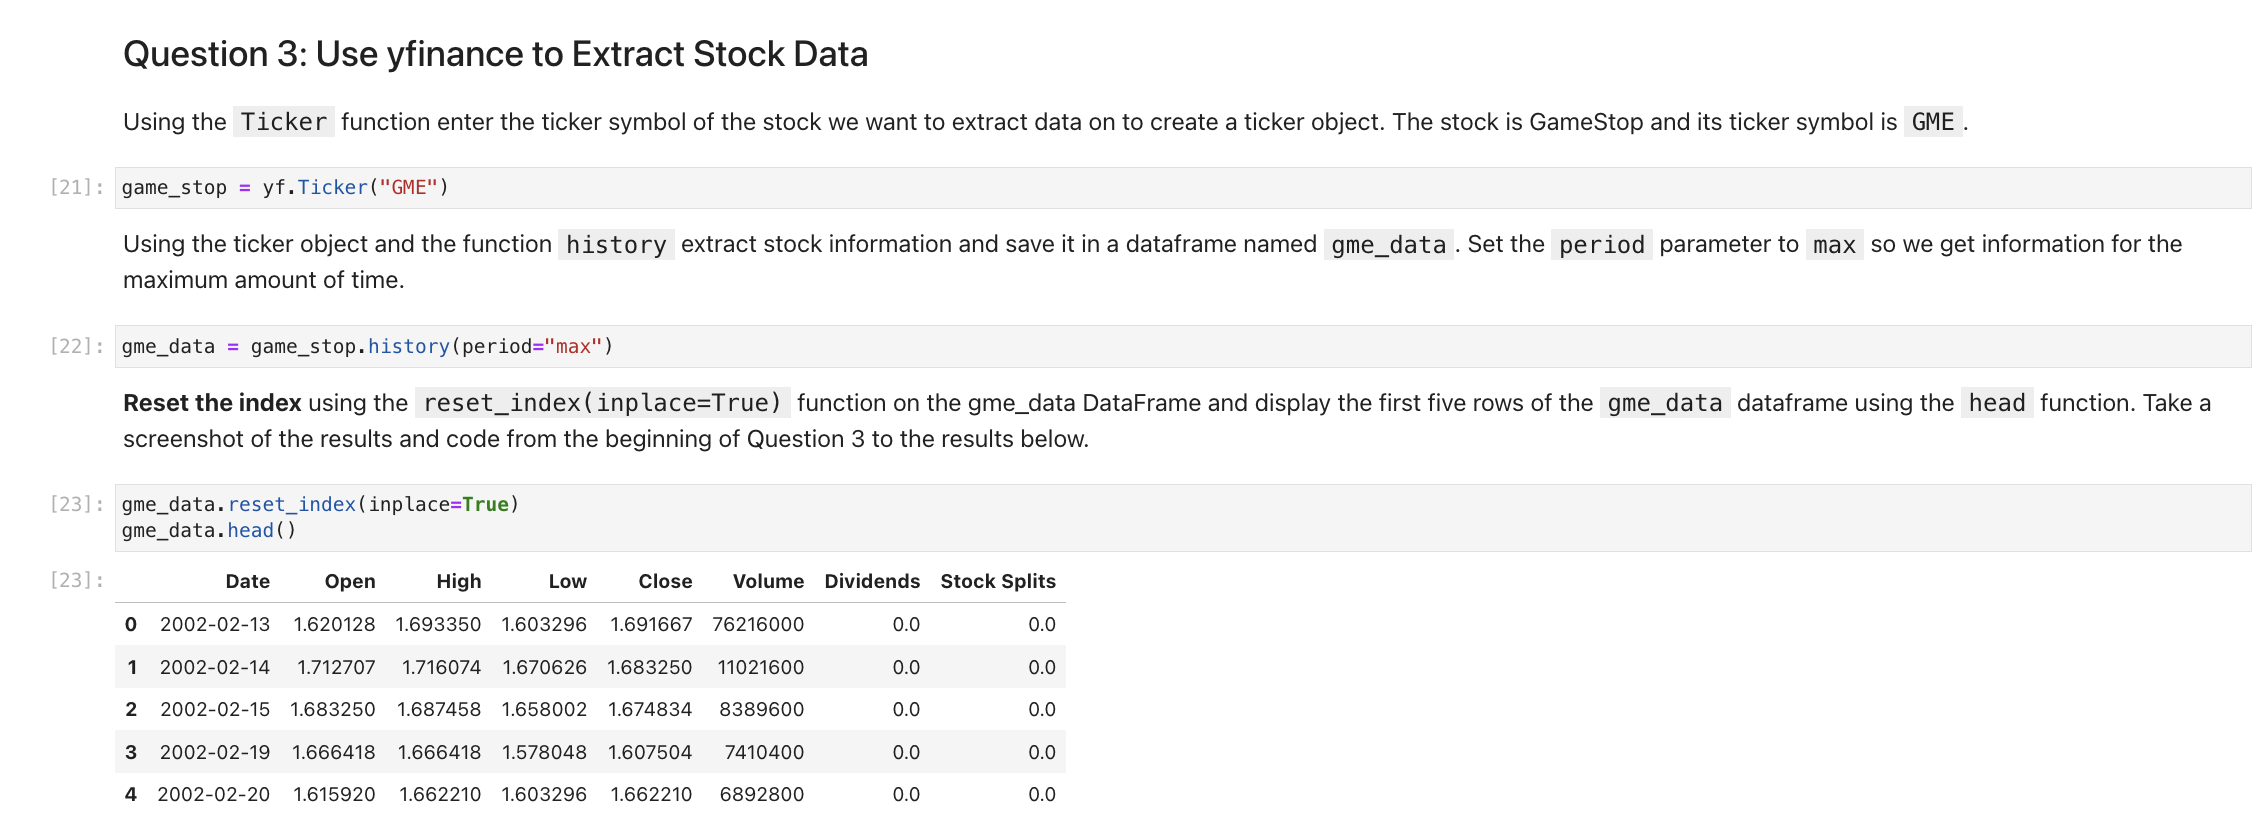 Question 3: Use yfinance to Extract Stock Data
Using the Ticker function enter the ticker symbol of the stock we want to extract data on to create a ticker object. The stock is GameStop and its ticker symbol is GME .
[21]: game_stop = yf.Ticker("GME")
Using the ticker object and the function history extract stock information and save it in a dataframe named gme_data . Set the period parameter to max so we get information for the
maximum amount of time.
[22]: gme_data = game_stop.history(period="max")
Reset the index using the reset_index(inplace=True) function on the gme_data DataFrame and display the first five rows of the gme_data dataframe using the head function. Take a
screenshot of the results and code from the beginning of Question 3 to the results below.
[23]: gme_data.reset_index(inplace=True)
gme_data.head()
[23]: Date Open High Low Close Volume Dividends Stock Splits
0 2002-02-13 1.620128 1.693350 1.603296 1.691667 76216000 0.0 0.0
1 2002-02-14 1.712707 1.716074 1.670626 1.683250 11021600 0.0 0.0
2 2002-02-15 1.683250 1.687458 1.658002 1.674834 8389600 0.0 0.0
3 2002-02-19 1.666418 1.666418 1.578048 1.607504 7410400 0.0 0.0
4 2002-02-20 1.615920 1.662210 1.603296 1.662210 6892800 0.0 0.0